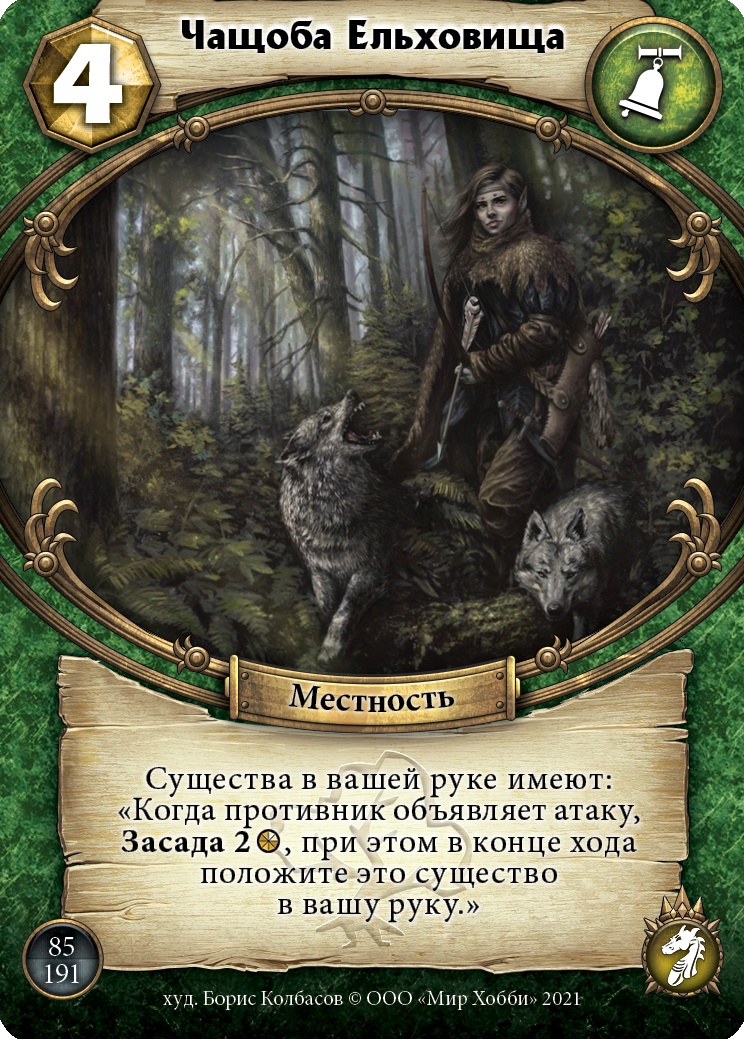 4
Чащоба Ельховища
Местность
Существа в вашей руке имеют:
«Когда противник объявляет атаку,
Засада 2, при этом в конце хода
положите это существо
в вашу руку.»
85
191
худ. Борис Колбасов © ООО «Мир Хобби» 2021